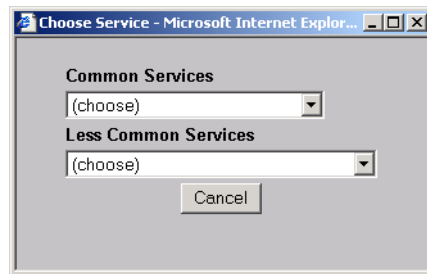 Choose Service - Microsoft Internet Explor...
Common Services
(choose)
Less Common Services
(choose)
Cancel